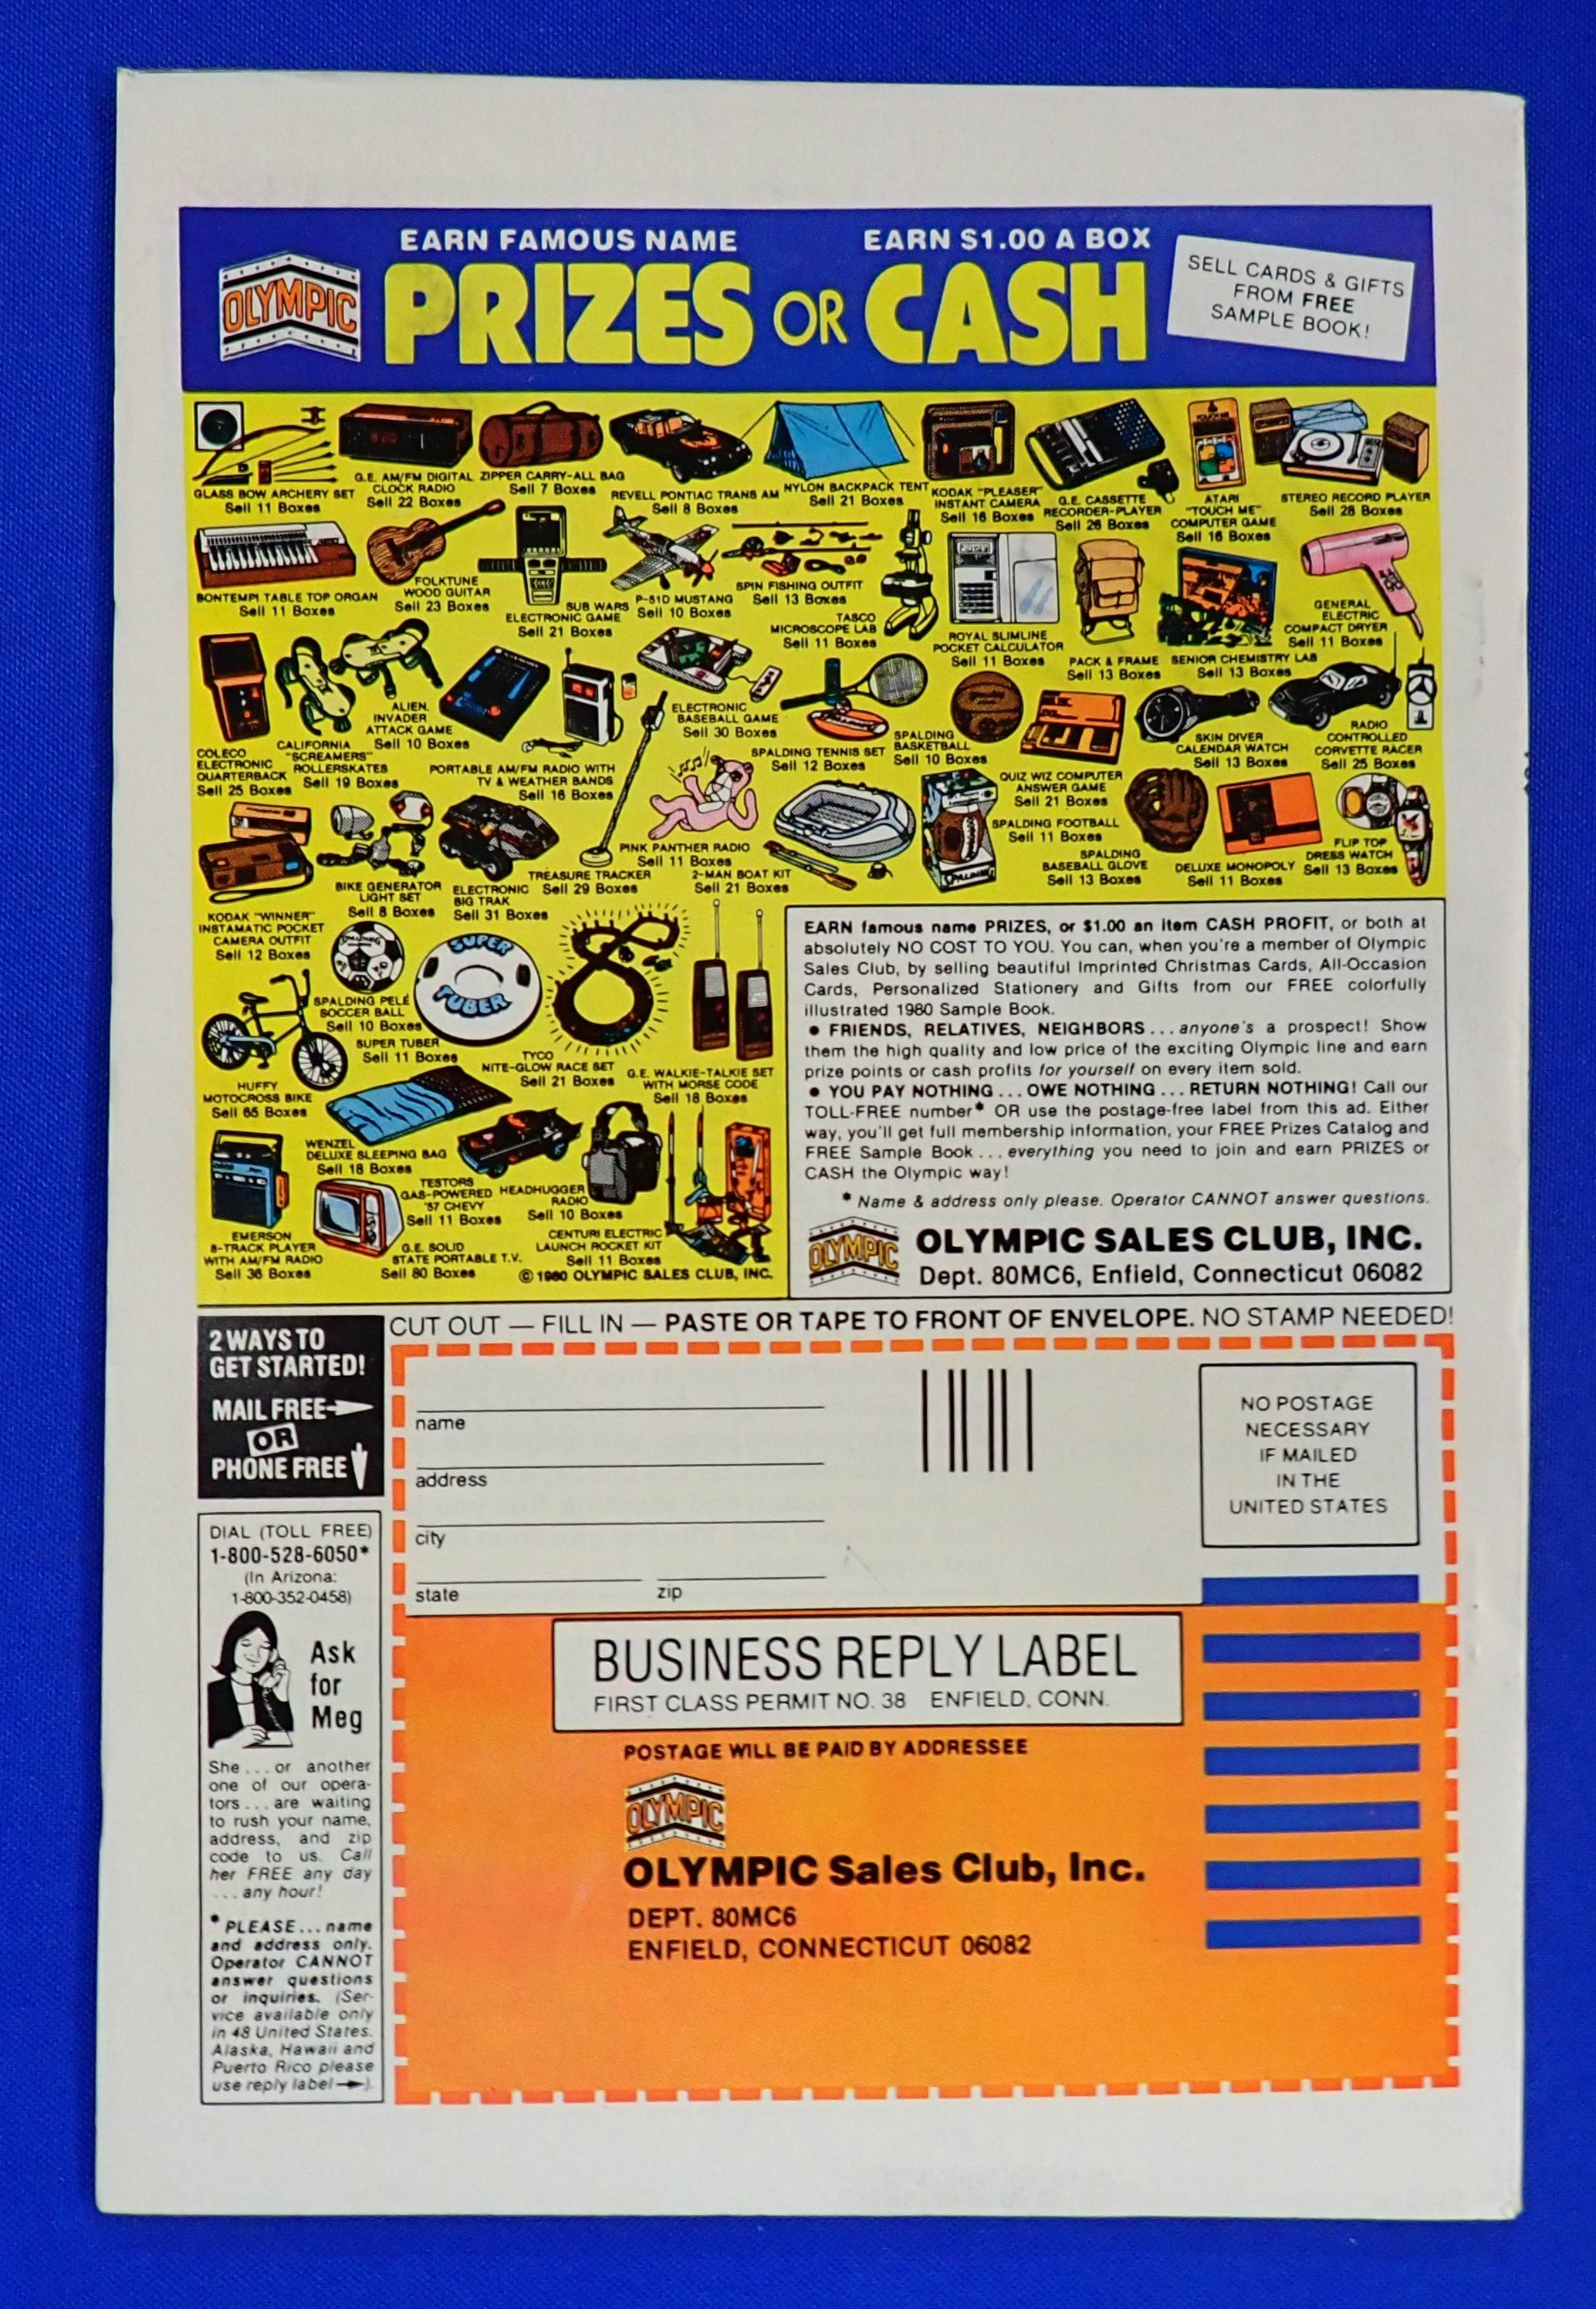 EARN FAMOUS NAME
PRIZES OR CASH
EARN $1.00 A BOX
OLYMPIC
SELL CARDS & GIFTS
FROM FREE
SAMPLE BOOK!
GLASS BOW ARCHERY SET
Sell 11 Boxes
G.E. AM/FM DIGITAL
CLOCK RADIO
Sell 22 Boxes
ZIPPER CARRY-ALL BAG
Sell 7 Boxes
REVELL PONTIAC TRANS AM
Sell 8 Boxes
NYLON BACKPACK TENT
Sell 21 Boxes
KODAK "PLEASER"
INSTANT CAMERA
Sell 16 Boxes
G.E. CASSETTE
RECORDER-PLAYER
Sell 26 Boxes
ATARI
"TOUCH ME"
COMPUTER GAME
Sell 16 Boxes
STEREO RECORD PLAYER
Sell 28 Boxes
BONTEMPI TABLE TOP ORGAN
Sell 11 Boxes
FOLKTUNE
WOOD GUITAR
Sell 23 Boxes
SUB WARS
ELECTRONIC GAME
Sell 21 Boxes
P-51D MUSTANG
Sell 10 Boxes
SPIN FISHING OUTFIT
Sell 13 Boxes
TASCO
MICROSCOPE LAB
Sell 11 Boxes
ROYAL SLIMLINE
POCKET CALCULATOR
Sell 11 Boxes
PACK & FRAME
Sell 13 Boxes
SENIOR CHEMISTRY LAB
Sell 13 Boxes
GENERAL
ELECTRIC
COMPACT DRYER
Sell 11 Boxes
COLECO
ELECTRONIC
QUARTERBACK
Sell 25 Boxes
CALIFORNIA
"SCREAMERS"
ROLLERSKATES
Sell 19 Boxes
ALIEN
INVADER
ATTACK GAME
Sell 10 Boxes
PORTABLE AM/FM RADIO WITH
TV & WEATHER BANDS
Sell 16 Boxes
ELECTRONIC
BASEBALL GAME
Sell 30 Boxes
SPALDING TENNIS SET
Sell 12 Boxes
SPALDING
BASKETBALL
Sell 10 Boxes
QUIZ WIZ COMPUTER
ANSWER GAME
Sell 21 Boxes
SKIN DIVER
CALENDAR WATCH
Sell 13 Boxes
RADIO
CONTROLLED
CORVETTE RACER
Sell 25 Boxes
KODAK "WINNER"
INSTAMATIC POCKET
CAMERA OUTFIT
Sell 12 Boxes
BIKE GENERATOR
LIGHT SET
Sell 8 Boxes
ELECTRONIC
BIG TRAK
Sell 31 Boxes
TREASURE TRACKER
Sell 29 Boxes
PINK PANTHER RADIO
Sell 11 Boxes
2-MAN BOAT KIT
Sell 21 Boxes
SPALDING FOOTBALL
Sell 11 Boxes
SPALDING
BASEBALL GLOVE
Sell 13 Boxes
DELUXE MONOPOLY
Sell 11 Boxes
FLIP TOP
DRESS WATCH
Sell 13 Boxes
SPALDING PELÉ
SOCCER BALL
Sell 10 Boxes
SUPER
TUBER
SUPER TUBER
Sell 11 Boxes
TYCO
NITE-GLOW RACE SET
Sell 21 Boxes
G.E. WALKIE-TALKIE SET
WITH MORSE CODE
Sell 18 Boxes
HUFFY
MOTOCROSS BIKE
Sell 65 Boxes
WENZEL
DELUXE SLEEPING BAG
Sell 18 Boxes
TESTORS
GAS-POWERED
'57 CHEVY
Sell 11 Boxes
HEADHUGGER
RADIO
Sell 10 Boxes
EMERSON
8-TRACK PLAYER
WITH AM/FM RADIO
Sell 36 Boxes
G.E. SOLID
STATE PORTABLE T.V.
Sell 80 Boxes
CENTURI ELECTRIC
LAUNCH ROCKET KIT
Sell 11 Boxes
© 1980 OLYMPIC SALES CLUB, INC.
EARN famous name PRIZES, or $1.00 an item CASH PROFIT, or both at
absolutely NO COST TO YOU. You can, when you're a member of Olympic
Sales Club, by selling beautiful Imprinted Christmas Cards, All-Occasion
Cards, Personalized Stationery and Gifts from our FREE colorfully
illustrated 1980 Sample Book.
• FRIENDS, RELATIVES, NEIGHBORS ... anyone's a prospect! Show
them the high quality and low price of the exciting Olympic line and earn
prize points or cash profits for yourself on every item sold.
• YOU PAY NOTHING ... OWE NOTHING ... RETURN NOTHING! Call our
TOLL-FREE number* OR use the postage-free label from this ad. Either
way, you'll get full membership information, your FREE Prizes Catalog and
FREE Sample Book ... everything you need to join and earn PRIZES or
CASH the Olympic way!
* Name & address only please. Operator CANNOT answer questions.
OLYMPIC
OLYMPIC SALES CLUB, INC.
Dept. 80MC6, Enfield, Connecticut 06082
CUT OUT — FILL IN — PASTE OR TAPE TO FRONT OF ENVELOPE. NO STAMP NEEDED!
2 WAYS TO
GET STARTED!
MAIL FREE
OR
PHONE FREE
DIAL (TOLL FREE)
1-800-528-6050*
(In Arizona:
1-800-352-0458)
Ask
for
Meg
She ... or another
one of our opera-
tors ... are waiting
to rush your name,
address, and zip
code to us. Call
her FREE any day
... any hour!
* PLEASE ... name
and address only.
Operator CANNOT
answer questions
or inquiries. (Ser-
vice available only
in 48 United States.
Alaska, Hawaii and
Puerto Rico please
use reply label →).
name
address
city
state zip
NO POSTAGE
NECESSARY
IF MAILED
IN THE
UNITED STATES
BUSINESS REPLY LABEL
FIRST CLASS PERMIT NO. 38 ENFIELD, CONN.
POSTAGE WILL BE PAID BY ADDRESSEE
OLYMPIC
OLYMPIC Sales Club, Inc.
DEPT. 80MC6
ENFIELD, CONNECTICUT 06082